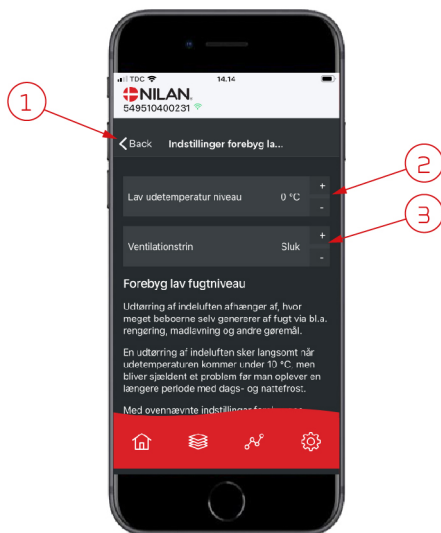 TDC
14.14
NILAN
549510400231
1
Back
Indstillinger forebyg la...
Lav udetemperatur niveau
0 °C
+
-
2
Ventilationstrin
Sluk
+
-
3
Forebyg lav fugtniveau
Udtørring af indeluften afhænger af, hvor
meget beboerne selv genererer af fugt via bl.a.
rengøring, madlavning og andre gøremål.
En udtørring af indeluften sker langsomt når
udetemperaturen kommer under 10 °C, men
bliver sjældent et problem før man oplever en
længere periode med dags- og nattefrost.
Med ovennævnte indstillinger